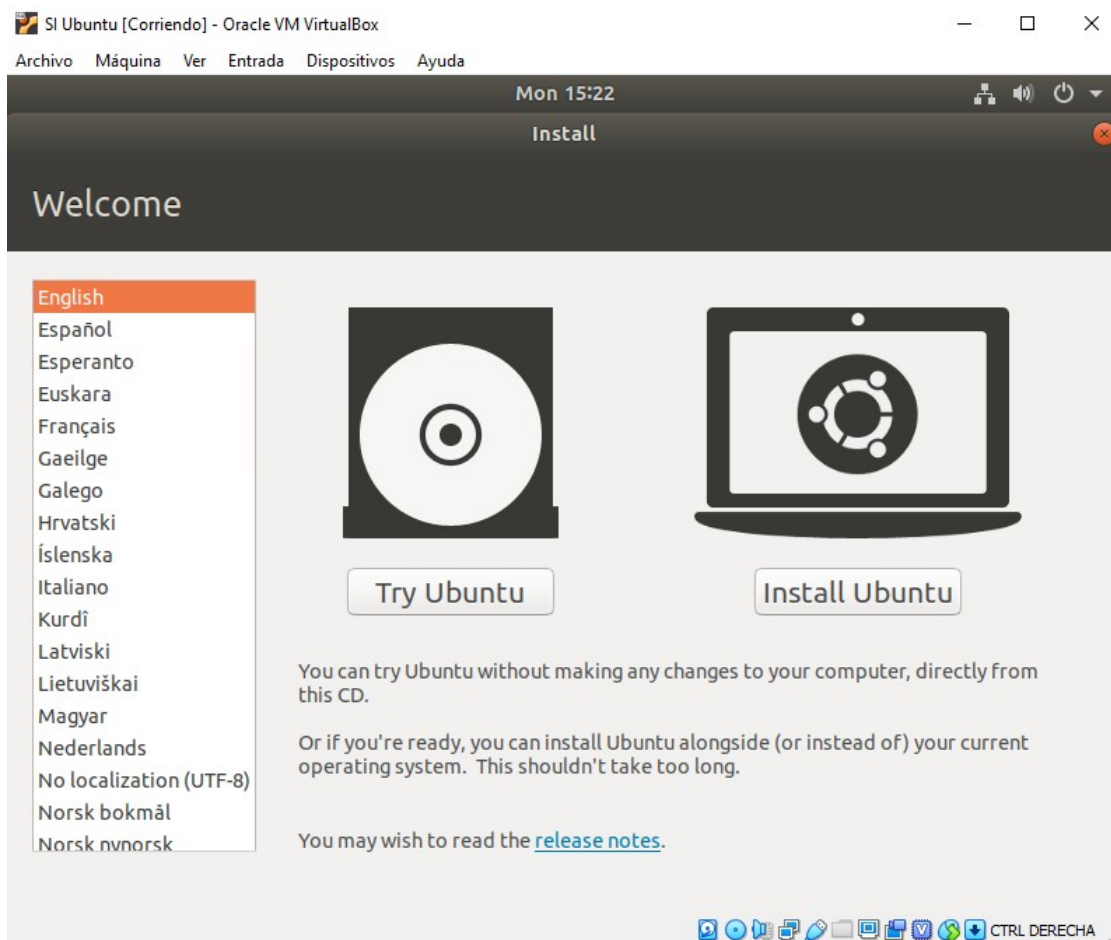 SI Ubuntu [Corriendo] - Oracle VM VirtualBox
Archivo Máquina Ver Entrada Dispositivos Ayuda
Mon 15:22
Install
Welcome
English
Español
Esperanto
Euskara
Français
Gaeilge
Galego
Hrvatski
Íslenska
Italiano
Kurdî
Latviski
Lietuviškai
Magyar
Nederlands
No localization (UTF-8)
Norsk bokmål
Norsk nynorsk
Try Ubuntu
Install Ubuntu
You can try Ubuntu without making any changes to your computer, directly from
this CD.
Or if you're ready, you can install Ubuntu alongside (or instead of) your current
operating system. This shouldn't take too long.
You may wish to read the release notes.
CTRL DERECHA